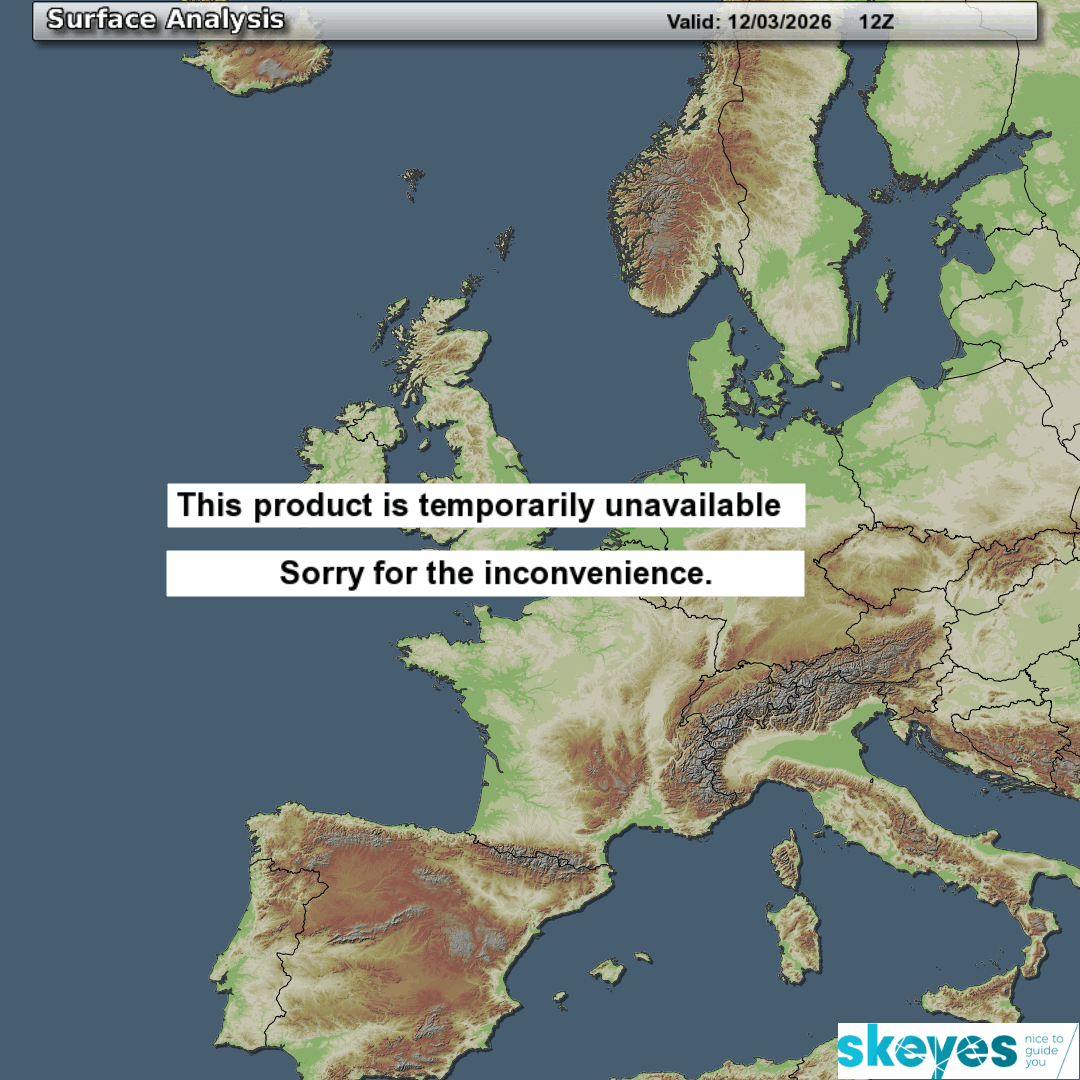 Surface Analysis
Valid: 12/03/2026 12Z
This product is temporarily unavailable
Sorry for the inconvenience.
skeyes
nice to
guide
you